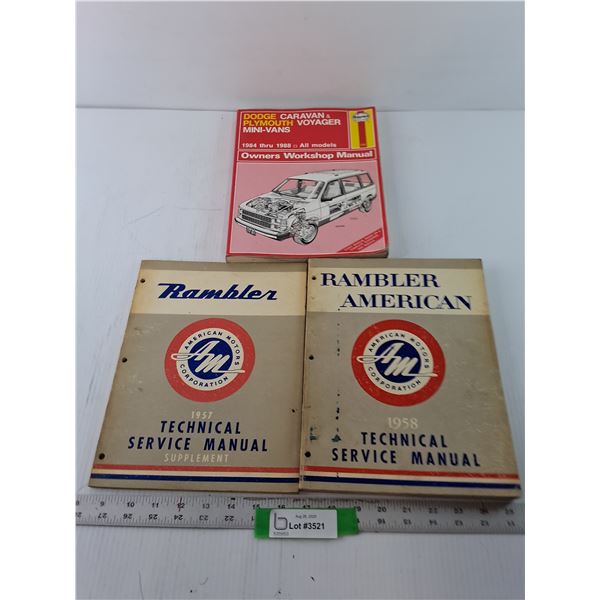 DODGE CARAVAN &
PLYMOUTH VOYAGER
MINI-VANS
1984 thru 1988 □ All models
Owners Workshop Manual
Rambler
AMERICAN MOTORS
AM
CORPORATION
1957
TECHNICAL
SERVICE MANUAL
SUPPLEMENT
RAMBLER
AMERICAN
AMERICAN MOTORS
AM
CORPORATION
1958
TECHNICAL
SERVICE MANUAL
Lot #3521